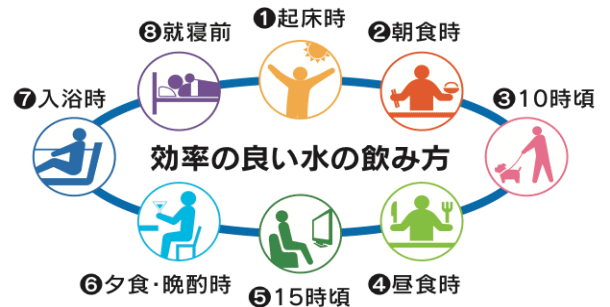 効率の良い水の飲み方
❶起床時
❷朝食時
❸10時頃
❹昼食時
❺15時頃
❻夕食・晩酌時
❼入浴時
❽就寝前